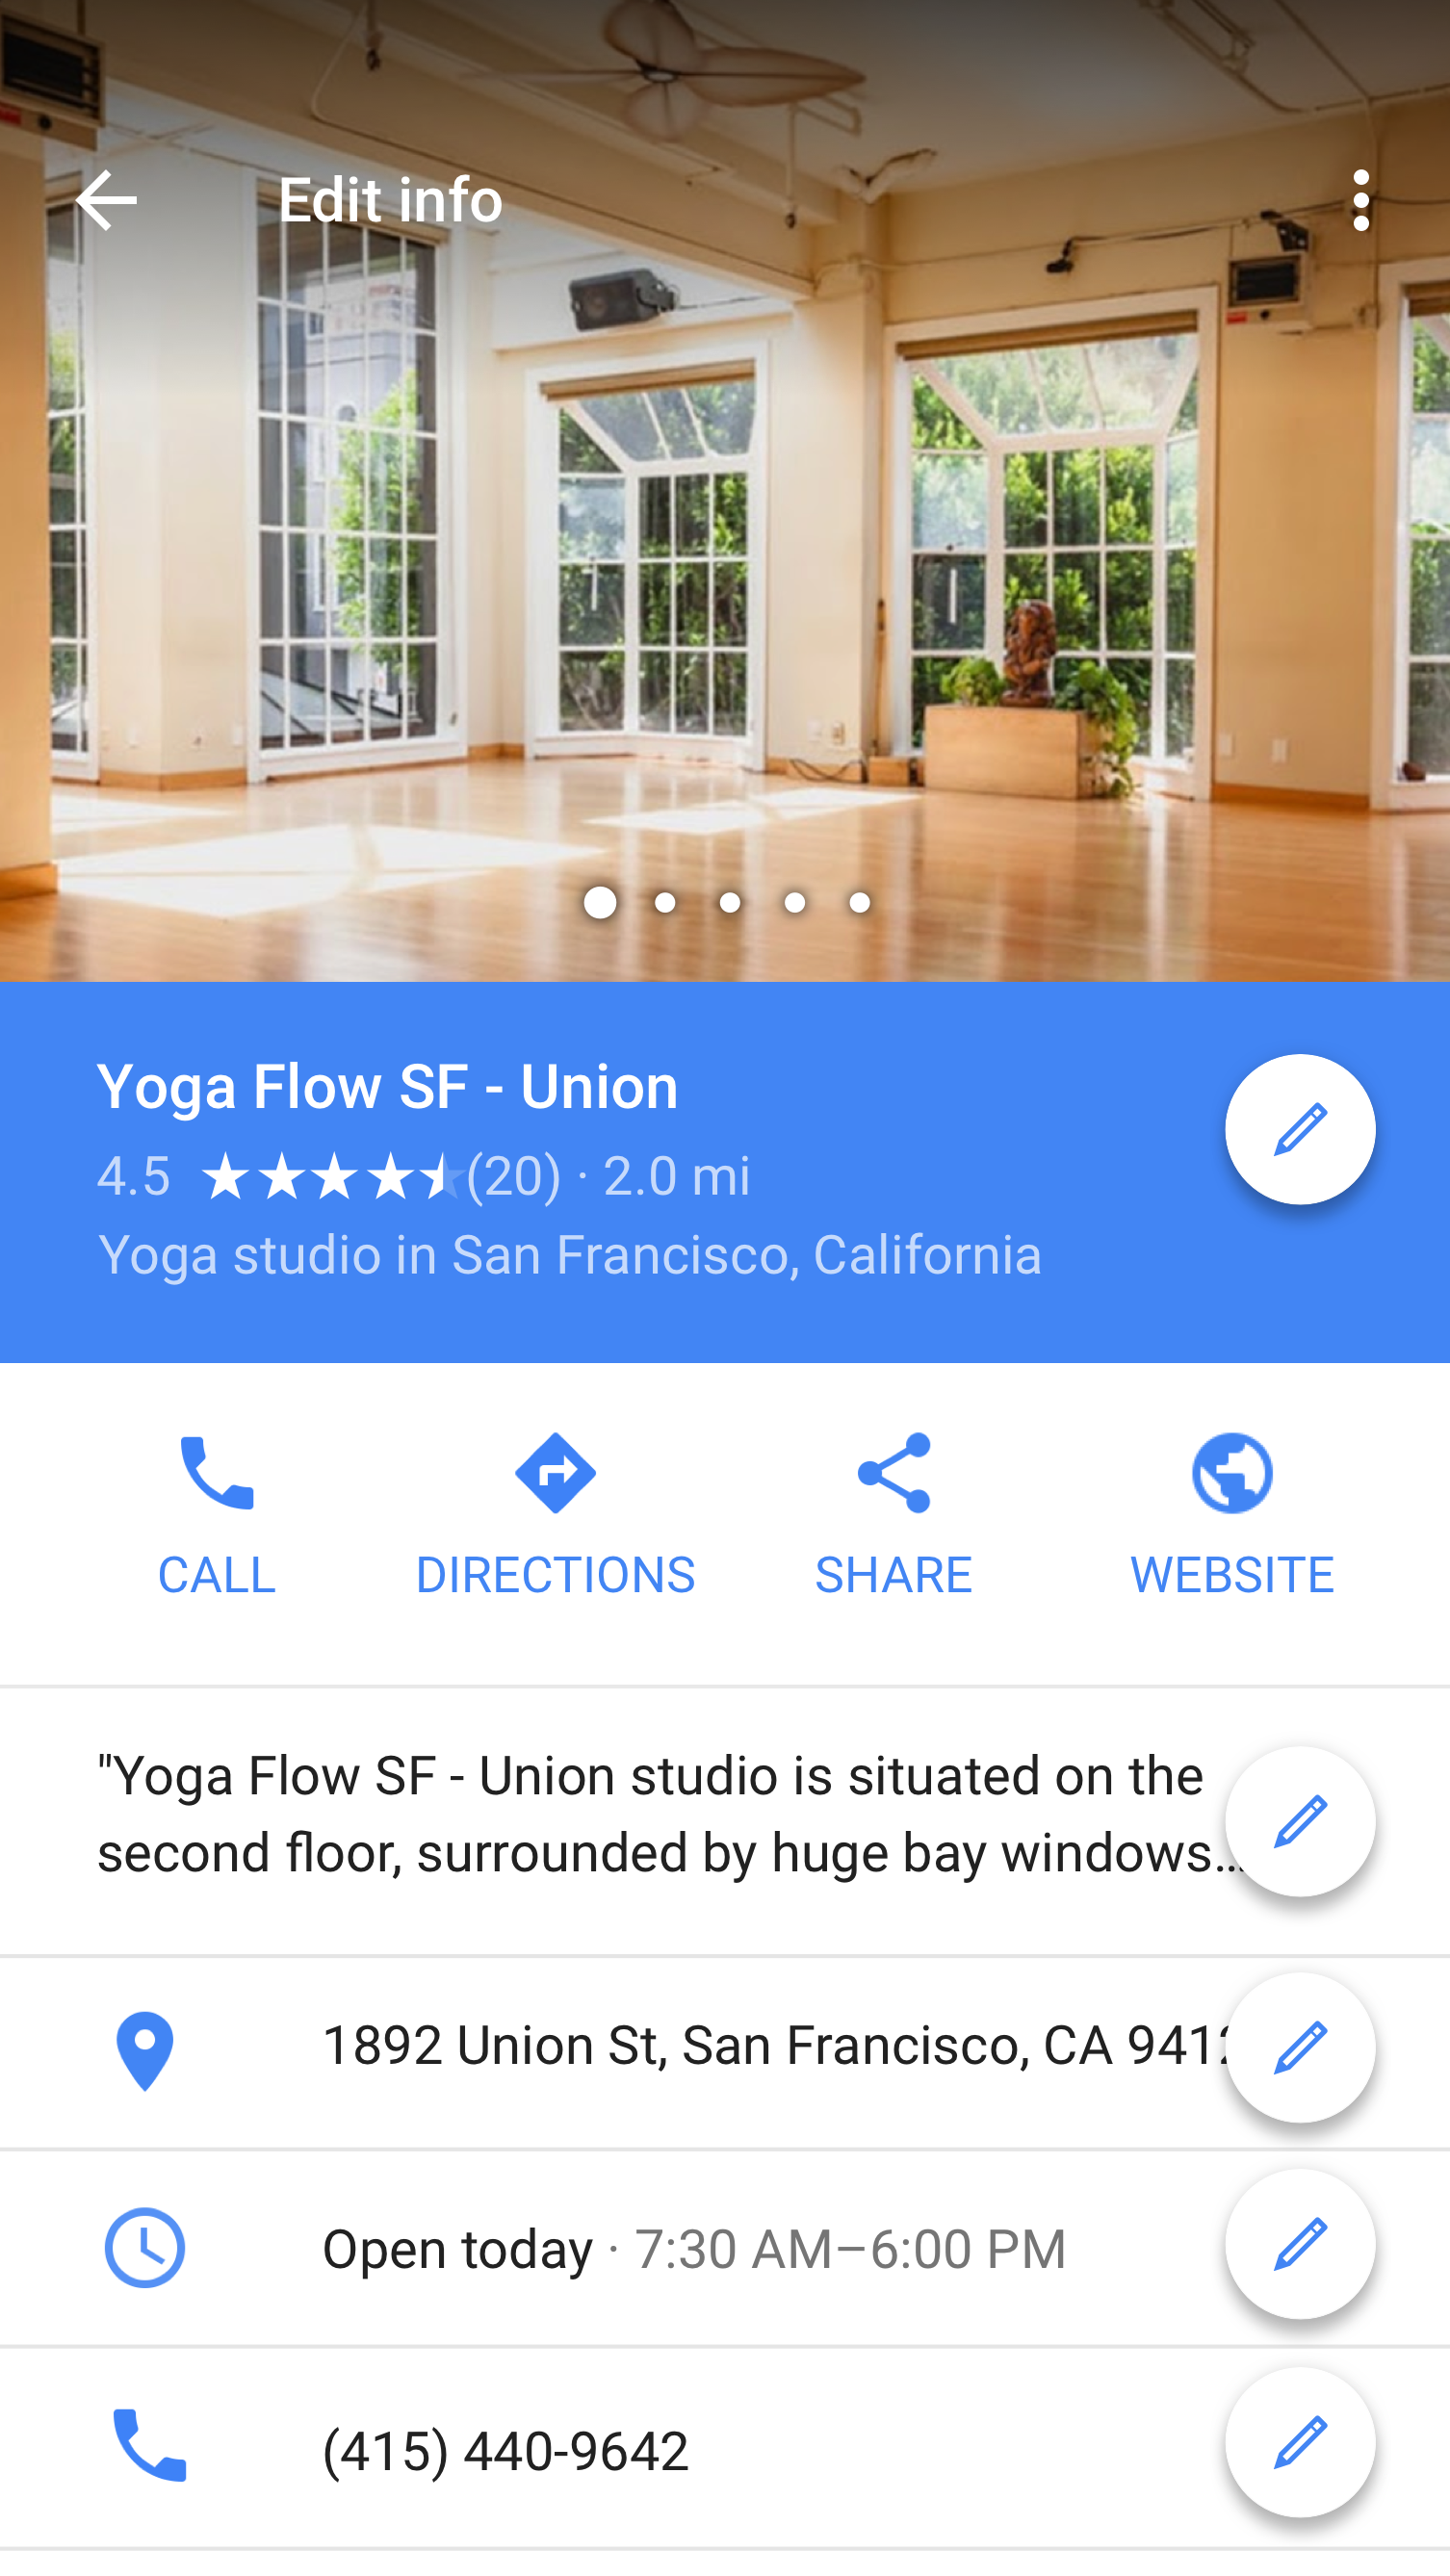 Edit info
Yoga Flow SF - Union
4.5 ★★★★★ (20) · 2.0 mi
Yoga studio in San Francisco, California
CALL DIRECTIONS SHARE WEBSITE
"Yoga Flow SF - Union studio is situated on the
second floor, surrounded by huge bay windows...
1892 Union St, San Francisco, CA
Open today · 7:30 AM–6:00 PM
(415) 440-9642